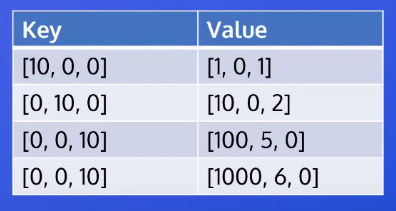 Key Value
[10, 0, 0] [1, 0, 1]
[0, 10, 0] [10, 0, 2]
[0, 0, 10] [100, 5, 0]
[0, 0, 10] [1000, 6, 0]